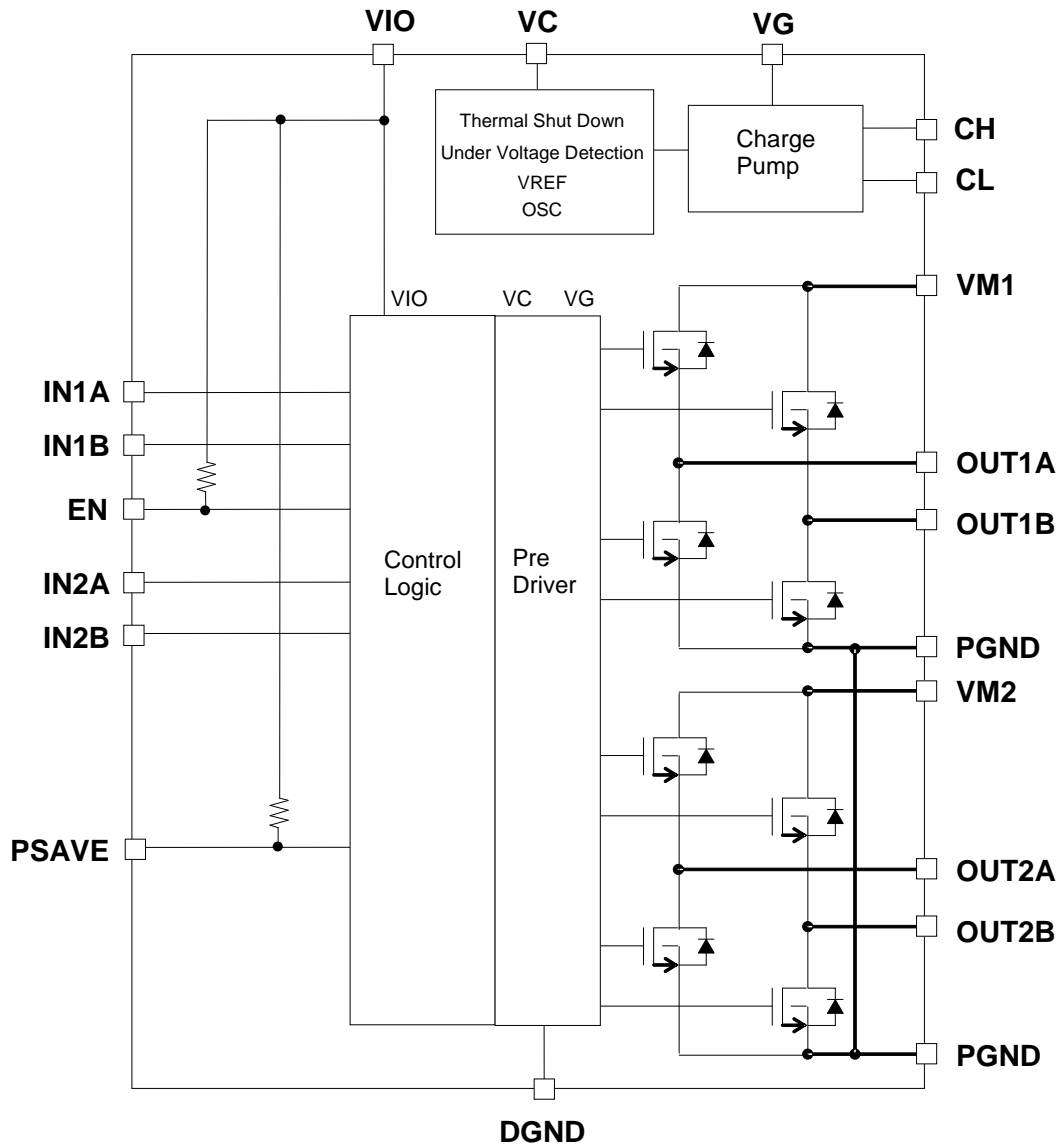 VIO
VC
VG
Thermal Shut Down
Under Voltage Detection
VREF
OSC
Charge
Pump
CH
CL
VIO
VC
VG
VM1
IN1A
IN1B
EN
IN2A
IN2B
PSAVE
Control
Logic
Pre
Driver
OUT1A
OUT1B
PGND
VM2
OUT2A
OUT2B
PGND
DGND